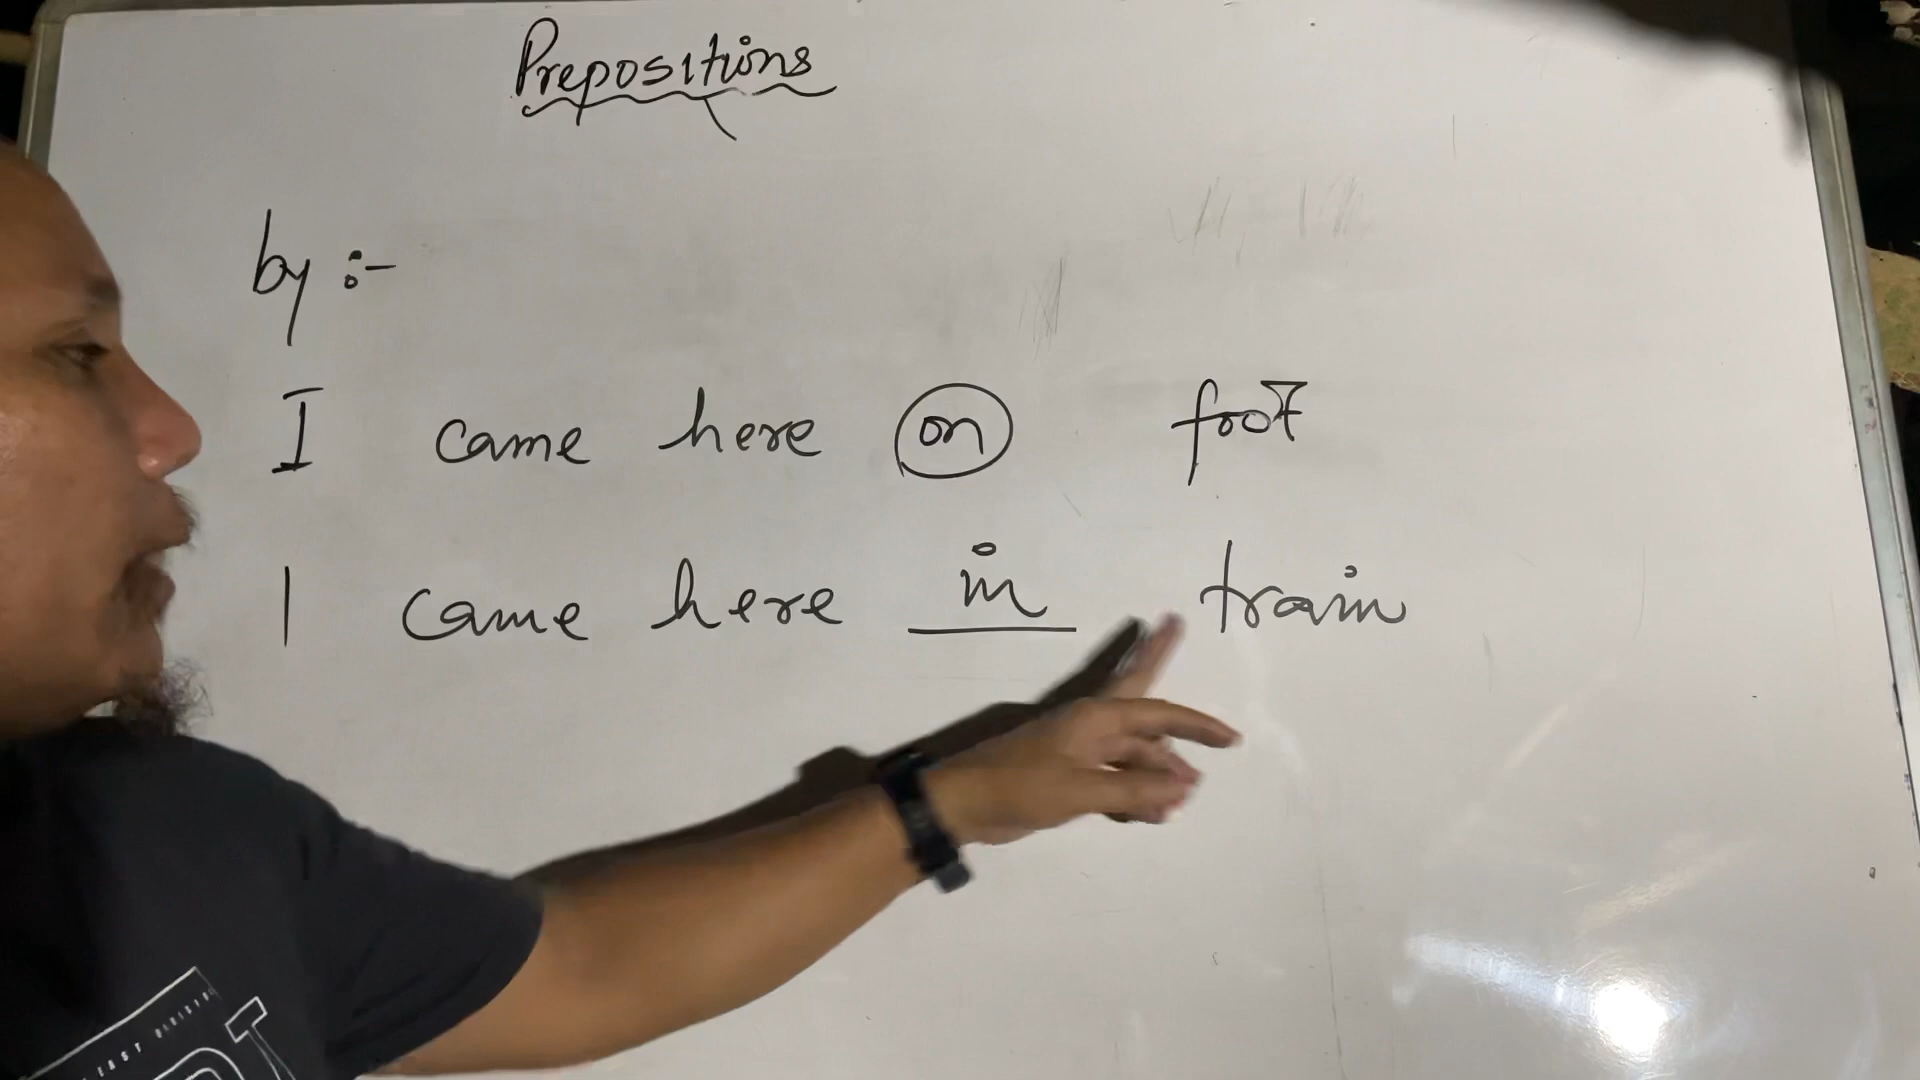 Prepositions
by :-
I came here on foot
I came here in train